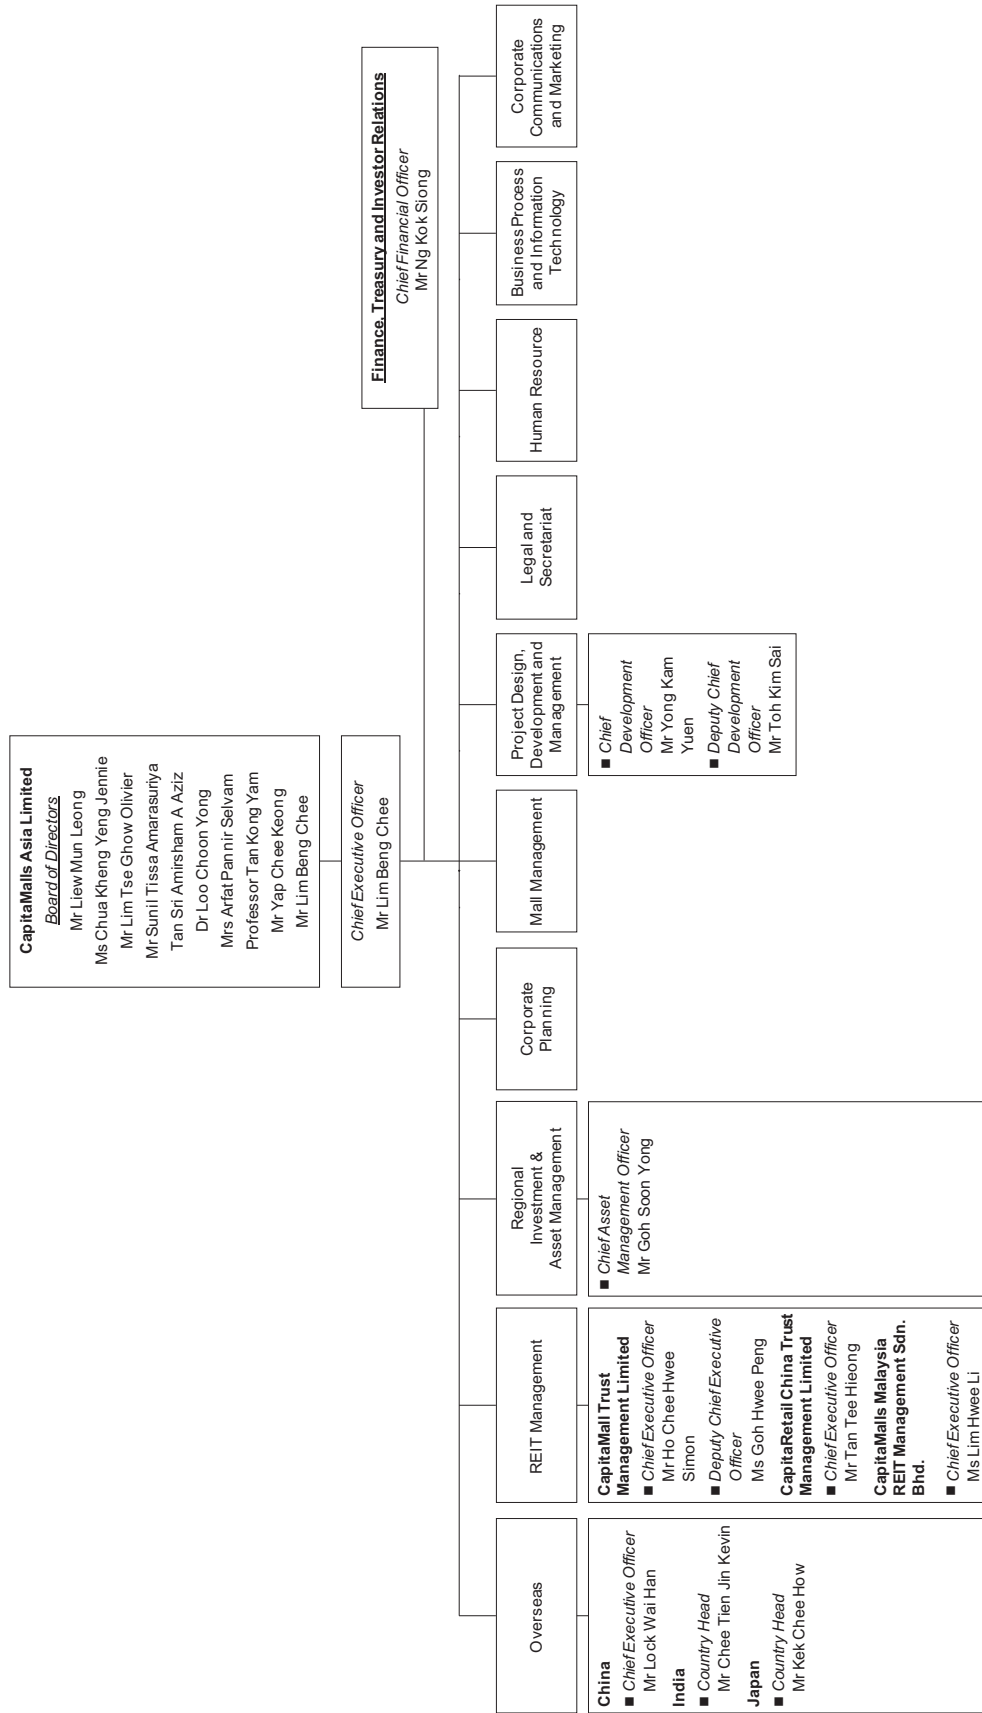 CapitaMalls Asia Limited
Board of Directors
Mr Liew Mun Leong
Ms Chua Kheng Yeng Jennie
Mr Lim Tse Ghow Olivier
Mr Sunil Tissa Amarasuriya
Tan Sri Amirsham A Aziz
Dr Loo Choon Yong
Mrs Arfat Pannir Selvam
Professor Tan Kong Yam
Mr Yap Chee Keong
Mr Lim Beng Chee
Chief Executive Officer
Mr Lim Beng Chee
Finance, Treasury and Investor Relations
Chief Financial Officer
Mr Ng Kok Siong
Overseas
China
■ Chief Executive Officer
Mr Lock Wai Han
India
■ Country Head
Mr Chee Tien Jin Kevin
Japan
■ Country Head
Mr Kek Chee How
REIT Management
CapitaMall Trust
Management Limited
■ Chief Executive Officer
Mr Ho Chee Hwee
Simon
■ Deputy Chief Executive
Officer
Ms Goh Hwee Peng
CapitaRetail China Trust
Management Limited
■ Chief Executive Officer
Mr Tan Tee Hieong
CapitaMalls Malaysia
REIT Management Sdn.
Bhd.
■ Chief Executive Officer
Ms Lim Hwee Li
Regional
Investment &
Asset Management
■ Chief Asset
Management Officer
Mr Goh Soon Yong
Corporate
Planning
Mall Management
Project Design,
Development and
Management
■ Chief
Development
Officer
Mr Yong Kam
Yuen
■ Deputy Chief
Development
Officer
Mr Toh Kim Sai
Legal and
Secretariat
Human Resource
Business Process
and Information
Technology
Corporate
Communications
and Marketing